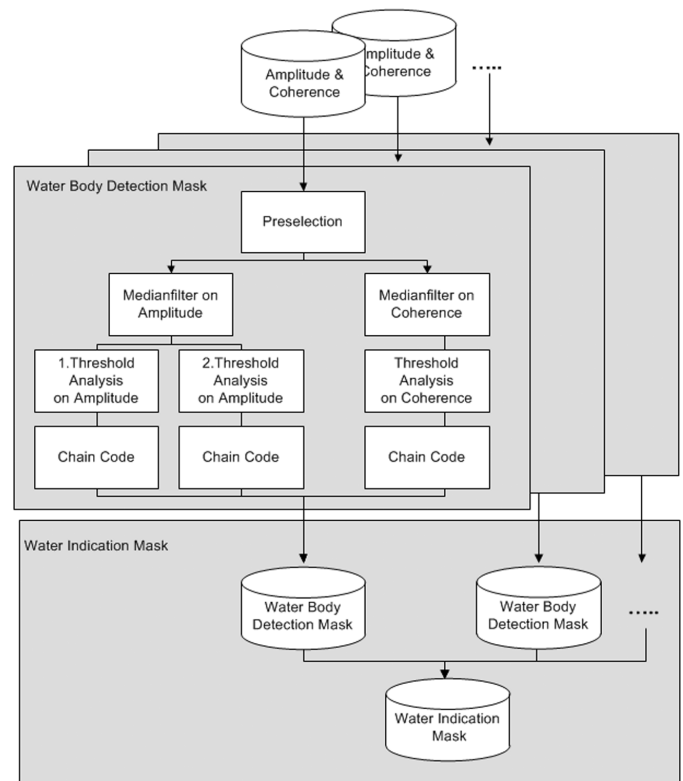 Amplitude &
Coherence
mplitude &
Coherence
.....
Water Body Detection Mask
Preselection
Medianfilter on
Amplitude
Medianfilter on
Coherence
1.Threshold
Analysis
on Amplitude
2.Threshold
Analysis
on Amplitude
Threshold
Analysis
on Coherence
Chain Code
Chain Code
Chain Code
Water Indication Mask
Water Body
Detection Mask
Water Body
Detection Mask
.....
Water Indication
Mask